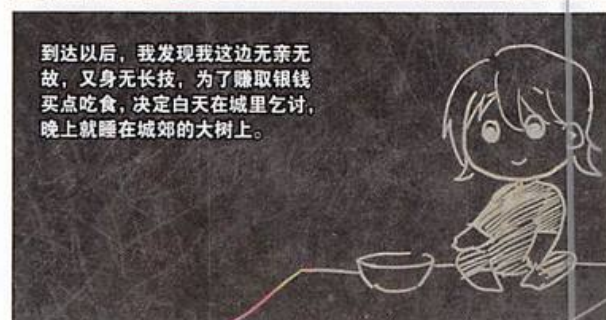 到达以后，我发现我这边无亲无
故，又身无长技，为了赚取银钱
买点吃食，决定白天在城里乞讨，
晚上就睡在城郊的大树上。